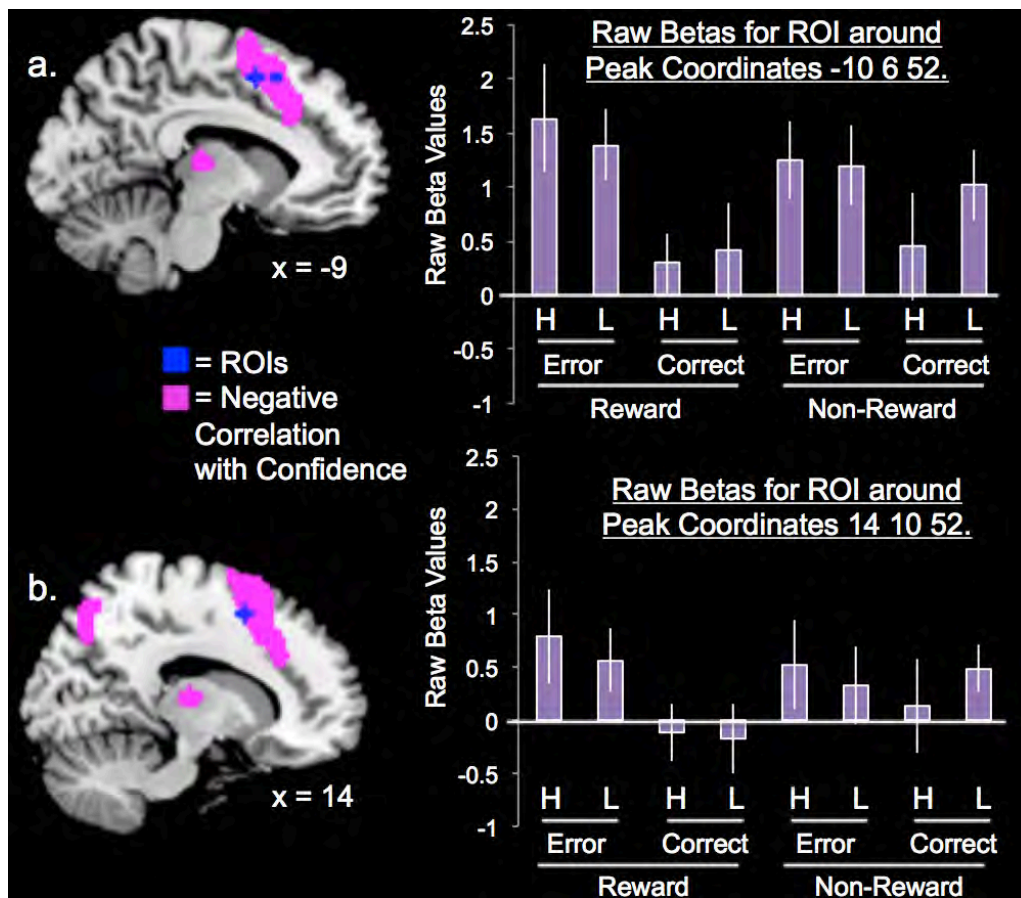 a.
x = -9
= ROIs
= Negative
Correlation
with Confidence
Raw Betas for ROI around
Peak Coordinates -10 6 52.
Raw Beta Values
2.5
2
1.5
1
0.5
0
-0.5
-1
H L H L H L H L
Error Correct Error Correct
Reward Non-Reward
b.
x = 14
Raw Betas for ROI around
Peak Coordinates 14 10 52.
Raw Beta Values
2.5
2
1.5
1
0.5
0
-0.5
-1
H L H L H L H L
Error Correct Error Correct
Reward Non-Reward